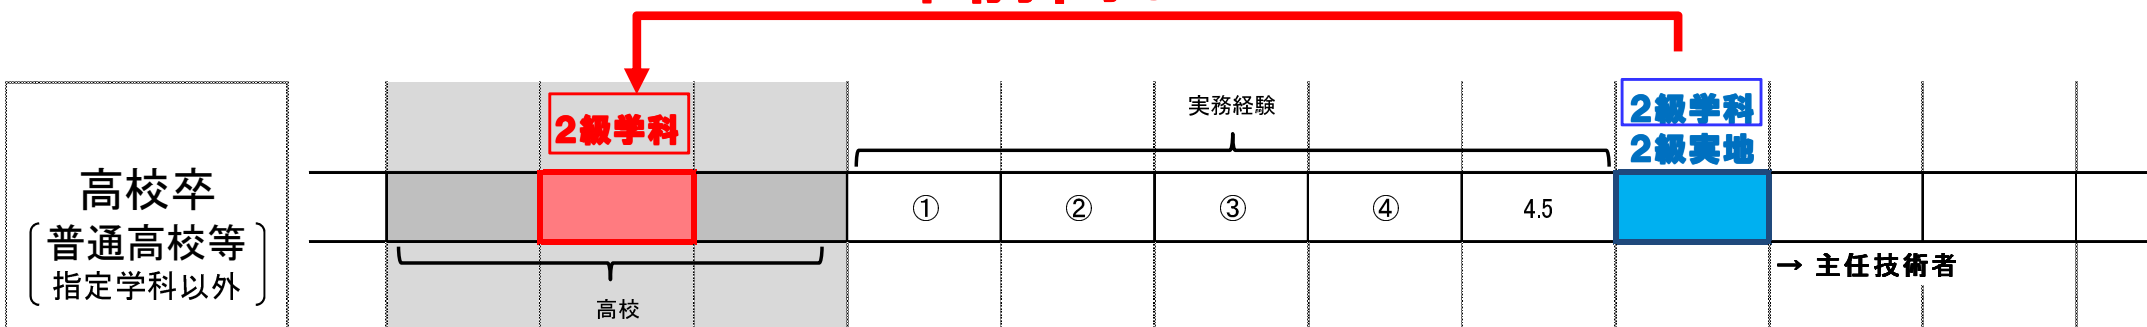 2級学科
実務経験
2級学科
2級実地
高校卒
普通高校等
指定学科以外
① ② ③ ④ 4.5
→ 主任技術者
高校